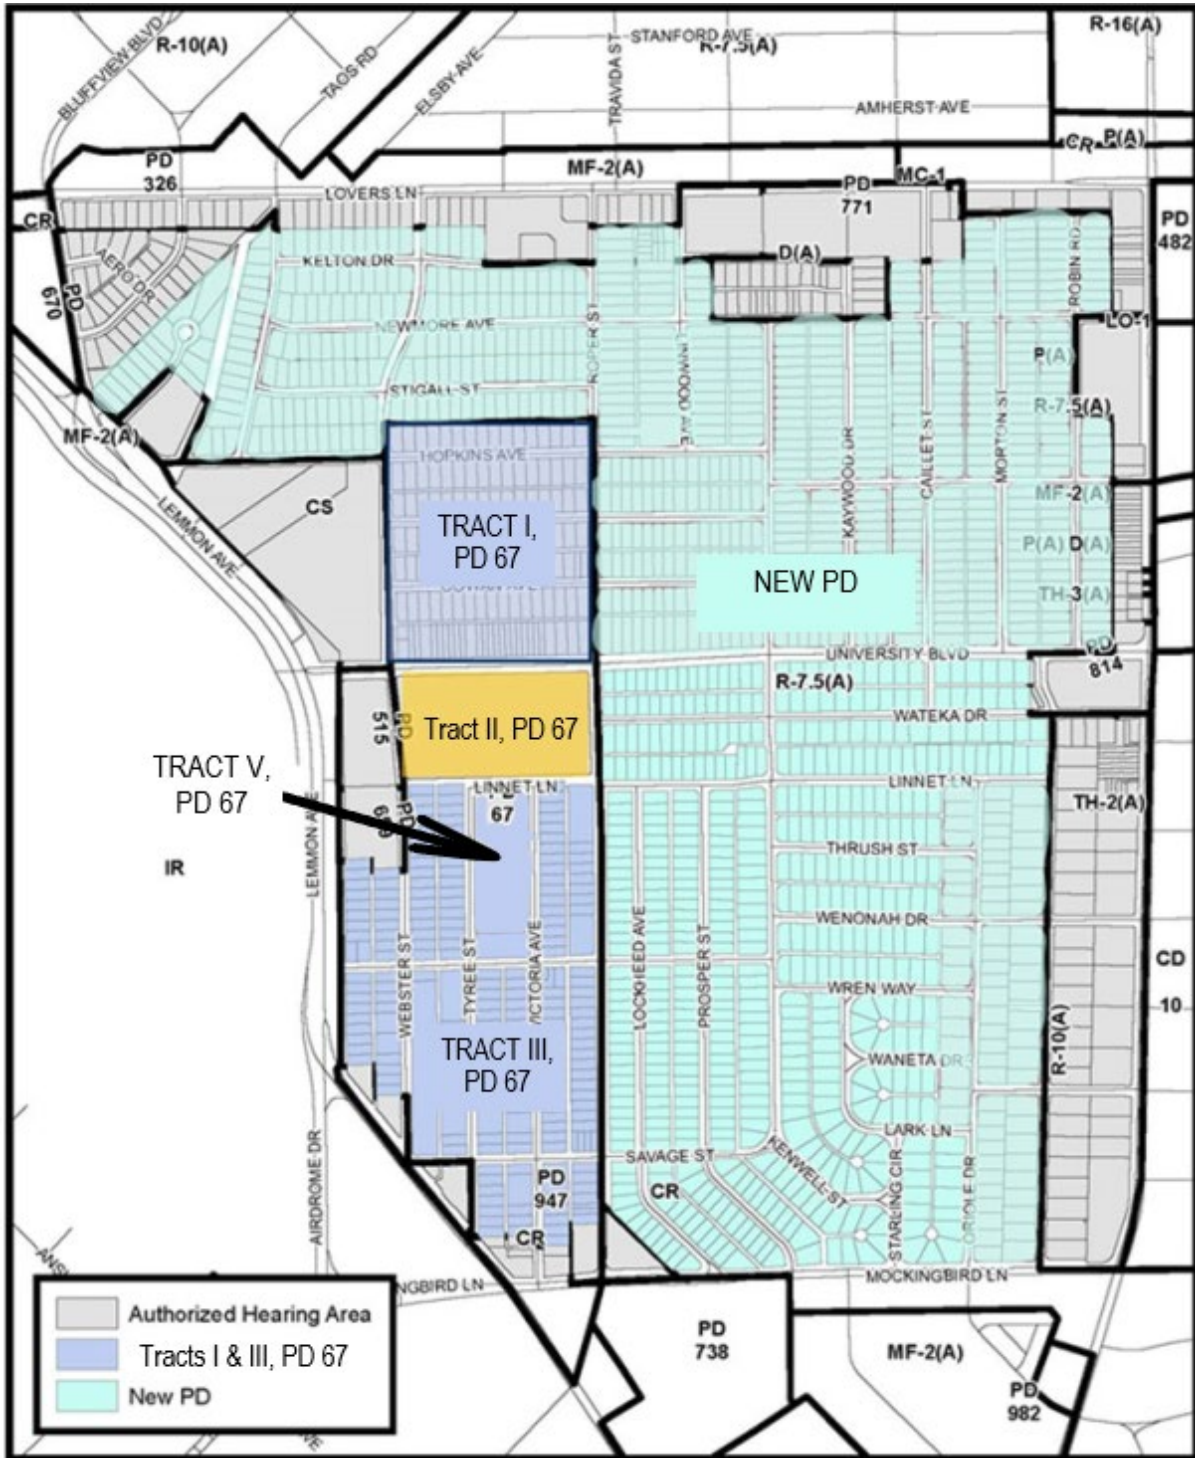 BLUFFVIEW BLVD
R-10(A)
TAOS RD
ELSBY AVE
TRAVIDA ST
STANFORD AVE
R-7.5(A)
R-16(A)
AMHERST AVE
CR
P(A)
PD
326
MF-2(A)
MC-1
LOVERS LN
PD
771
PD
482
CR
AERO DR
KELTON DR
D(A)
ROBIN RD
PD
670
NEWMORE AVE
ROPER ST
LO-1
P(A)
STIGALL ST
R-7.5(A)
MF-2(A)
HOPKINS AVE
KAYWOOD DR
CAILLET ST
MORTON ST
CS
LEMMON AVE
TRACT I,
PD 67
MF-2(A)
P(A) D(A)
NEW PD
TH-3(A)
UNIVERSITY BLVD
PD
814
R-7.5(A)
PD
515
Tract II, PD 67
WATEKA DR
TRACT V,
PD 67
LINNET LN
67
LINNET LN
PD
TH-2(A)
LEMMON AVE
THRUSH ST
IR
WENONAH DR
WEBSTER ST
TYREE ST
VICTORIA AVE
LOCKHEED AVE
PROSPER ST
CD
10
WREN WAY
TRACT III,
PD 67
WANETA DR
R-10(A)
LARK LN
AIRDROME DR
SAVAGE ST
KENWELL ST
STARLING CIR
ORIOLE DR
PD
947
CR
CR
NGBIRD LN
MOCKINGBIRD LN
Authorized Hearing Area
Tracts I & III, PD 67
New PD
PD
738
MF-2(A)
PD
982